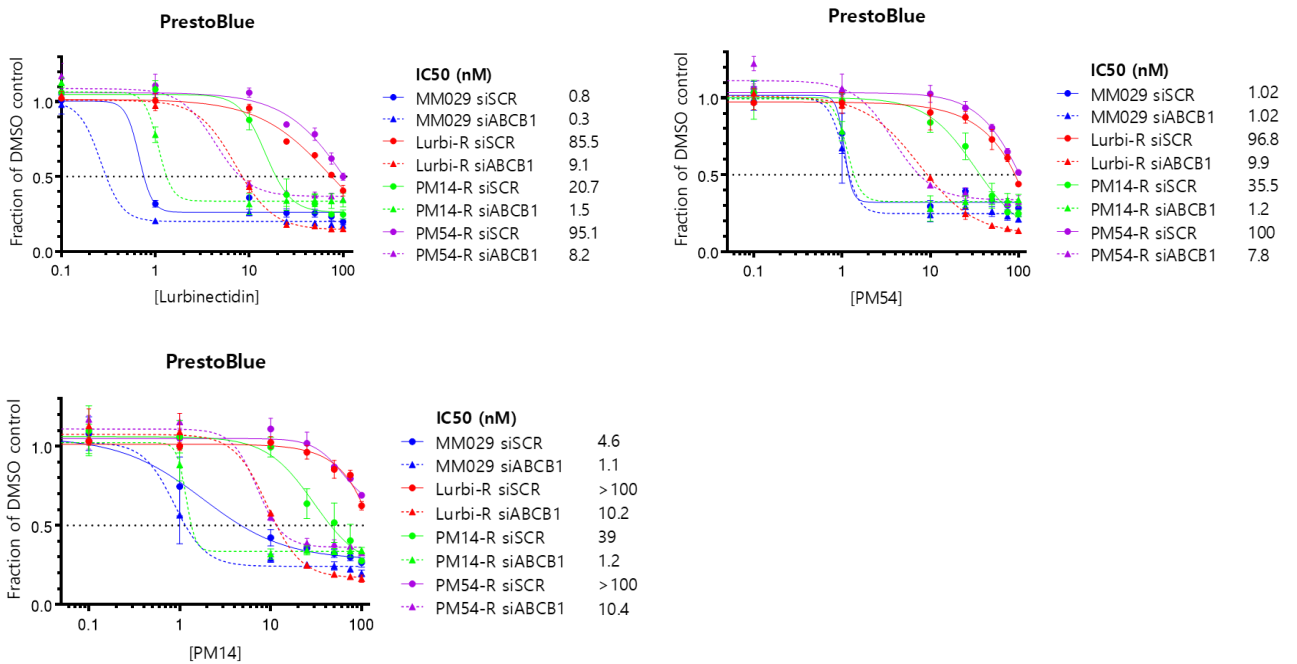 PrestoBlue
Fraction of DMSO control
1.0
0.5
0.0
0.1 1 10 100
[Lurbinectidin]
IC50 (nM)
MM029 siSCR 0.8
MM029 siABCB1 0.3
Lurbi-R siSCR 85.5
Lurbi-R siABCB1 9.1
PM14-R siSCR 20.7
PM14-R siABCB1 1.5
PM54-R siSCR 95.1
PM54-R siABCB1 8.2
PrestoBlue
Fraction of DMSO control
1.0
0.5
0.0
0.1 1 10 100
[PM54]
IC50 (nM)
MM029 siSCR 1.02
MM029 siABCB1 1.02
Lurbi-R siSCR 96.8
Lurbi-R siABCB1 9.9
PM14-R siSCR 35.5
PM14-R siABCB1 1.2
PM54-R siSCR 100
PM54-R siABCB1 7.8
PrestoBlue
Fraction of DMSO control
1.0
0.5
0.0
0.1 1 10 100
[PM14]
IC50 (nM)
MM029 siSCR 4.6
MM029 siABCB1 1.1
Lurbi-R siSCR >100
Lurbi-R siABCB1 10.2
PM14-R siSCR 39
PM14-R siABCB1 1.2
PM54-R siSCR >100
PM54-R siABCB1 10.4